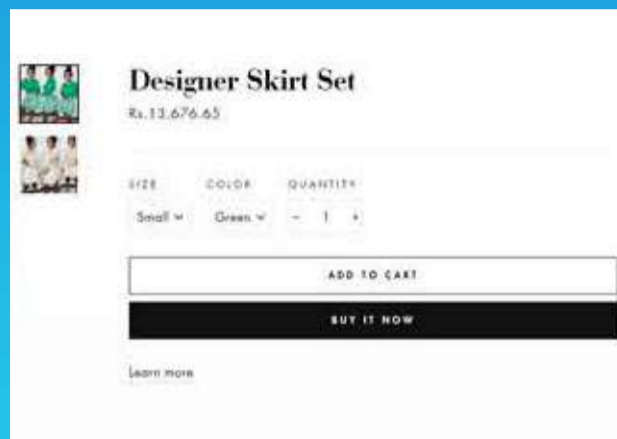 Designer Skirt Set
Rs.13,676.65
SIZE COLOR QUANTITY
Small Green - 1 +
ADD TO CART
BUY IT NOW
Learn more